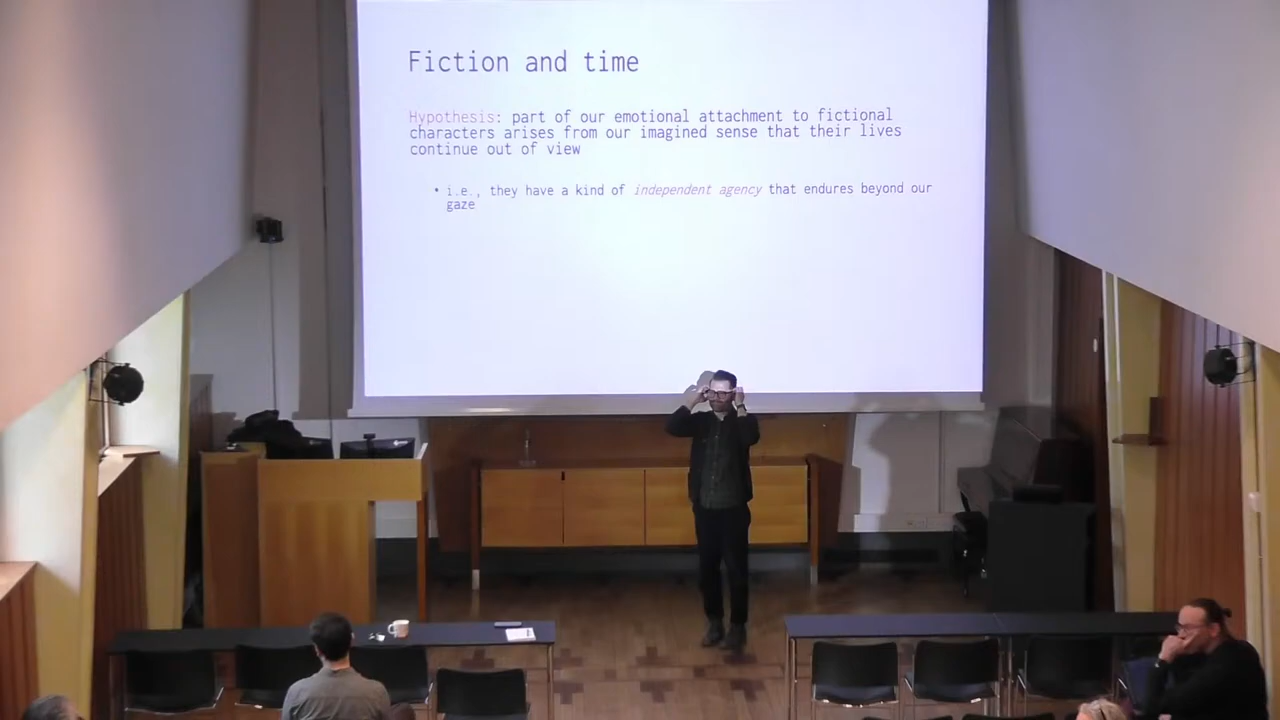 Fiction and time
Hypothesis: part of our emotional attachment to fictional
characters arises from our imagined sense that their lives
continue out of view
• i.e., they have a kind of independent agency that endures beyond our
gaze